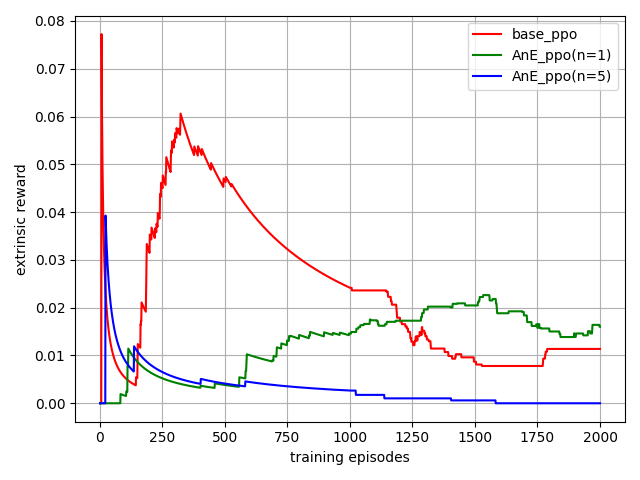 0.08
0.07
0.06
0.05
0.04
0.03
0.02
0.01
0.00
extrinsic reward
base_ppo
AnE_ppo(n=1)
AnE_ppo(n=5)
0 250 500 750 1000 1250 1500 1750 2000
training episodes